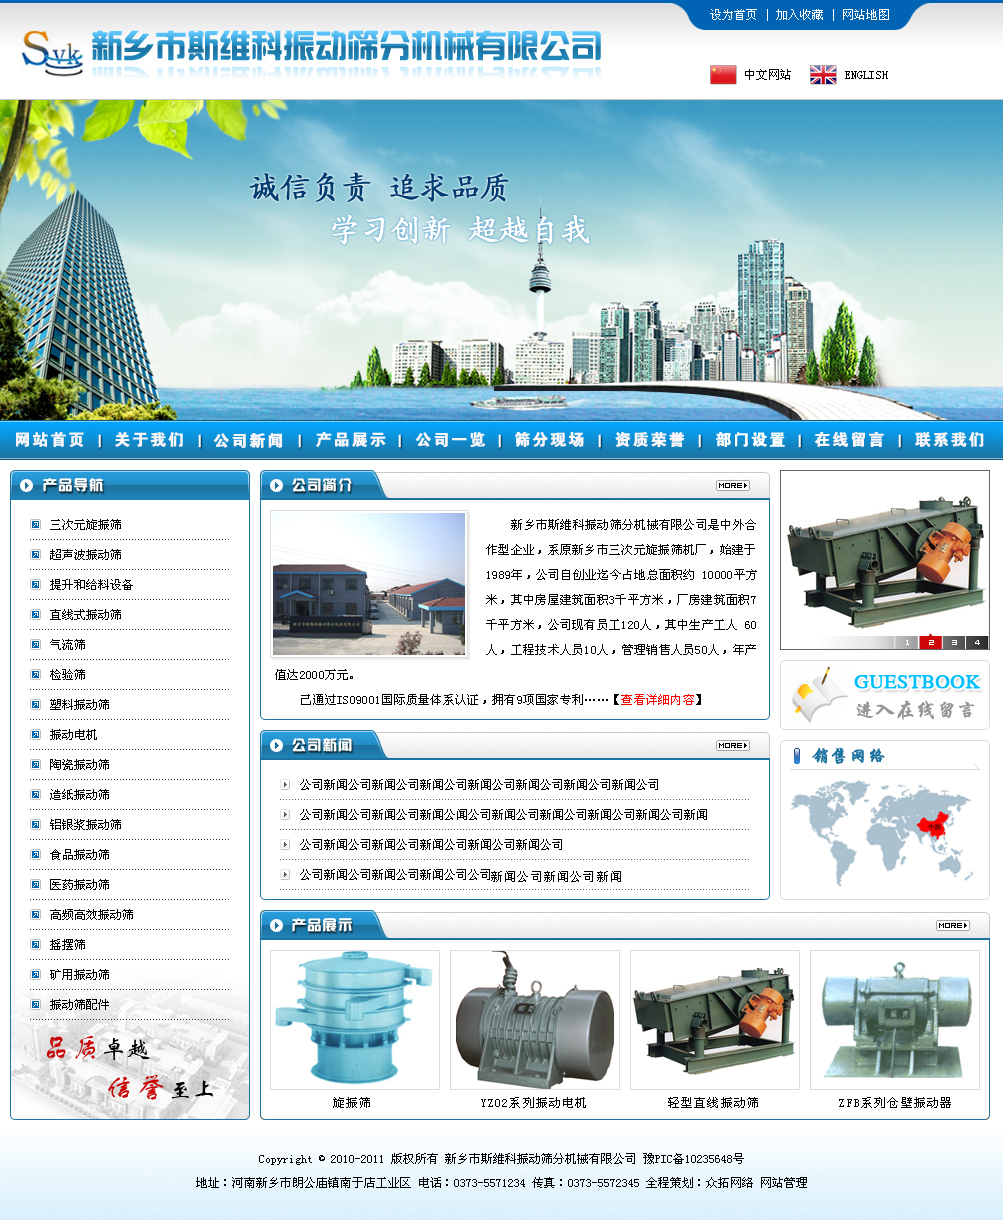 设为首页 | 加入收藏 | 网站地图
Svk 新乡市斯维科振动筛分机械有限公司
中文网站 ENGLISH
诚信负责 追求品质
学习创新 超越自我
网站首页 | 关于我们 | 公司新闻 | 产品展示 | 公司一览 | 筛分现场 | 资质荣誉 | 部门设置 | 在线留言 | 联系我们
产品导航
三次元旋振筛
超声波振动筛
提升和给料设备
直线式振动筛
气流筛
检验筛
塑料振动筛
振动电机
陶瓷振动筛
造纸振动筛
铝银浆振动筛
食品振动筛
医药振动筛
高频高效振动筛
摇摆筛
矿用振动筛
振动筛配件
品质卓越
信誉至上
公司简介
MORE
新乡市斯维科振动筛分机械有限公司是中外合
作型企业，系原新乡市三次元旋振筛机厂，始建于
1989年，公司自创业迄今占地总面积约 10000平方
米，其中房屋建筑面积3千平方米，厂房建筑面积7
千平方米，公司现有员工120人，其中生产工人 60
人，工程技术人员10人，管理销售人员50人，年产
值达2000万元。
已通过ISO9001国际质量体系认证，拥有9项国家专利……【查看详细内容】
公司新闻
MORE
公司新闻公司新闻公司新闻公司新闻公司新闻公司新闻公司新闻公司
公司新闻公司新闻公司新闻公闻公司新闻公司新闻公司新闻公司新闻公司新闻
公司新闻公司新闻公司新闻公司新闻公司新闻公司
公司新闻公司新闻公司新闻公司公司新闻公司新闻公司新闻
1 2 3 4
GUESTBOOK
进入在线留言
销售网络
中国
产品展示
MORE
旋振筛
YZO2系列振动电机
轻型直线振动筛
ZFB系列仓壁振动器
Copyright © 2010-2011 版权所有 新乡市斯维科振动筛分机械有限公司 豫PIC备10235648号
地址：河南新乡市朗公庙镇南于店工业区 电话：0373-5571234 传真：0373-5572345 全程策划：众拓网络 网站管理